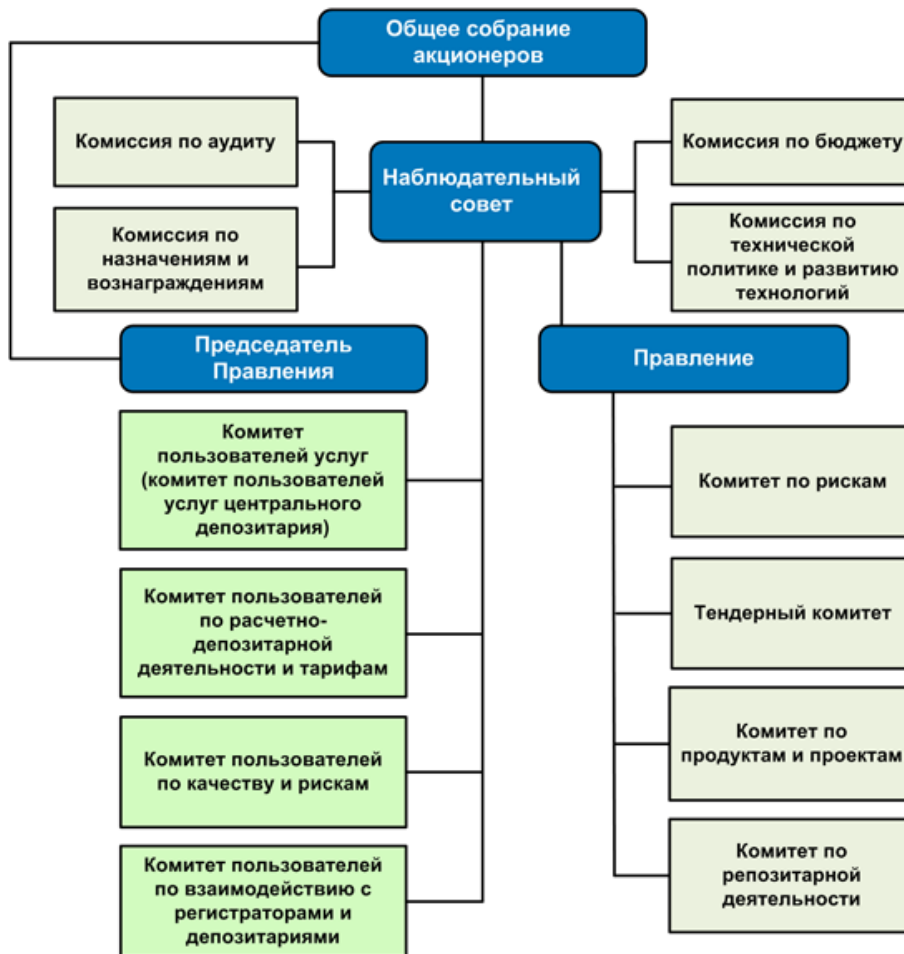 Общее собрание
акционеров
Комиссия по аудиту
Комиссия по бюджету
Наблюдательный
совет
Комиссия по
назначениям и
вознаграждениям
Комиссия по
технической
политике и развитию
технологий
Председатель
Правления
Правление
Комитет
пользователей услуг
(комитет пользователей
услуг центрального
депозитария)
Комитет пользователей
по расчетно-
депозитарной
деятельности и тарифам
Комитет пользователей
по качеству и рискам
Комитет пользователей
по взаимодействию с
регистраторами и
депозитариями
Комитет по рискам
Тендерный комитет
Комитет по
продуктам и проектам
Комитет по
репозитарной
деятельности